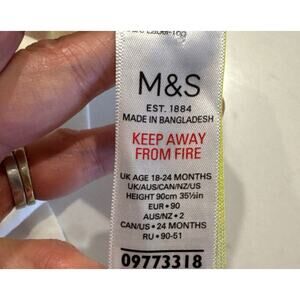 M&S
EST. 1884
MADE IN BANGLADESH
KEEP AWAY
FROM FIRE
UK AGE 18-24 MONTHS
UK/AUS/CAN/NZ/US
HEIGHT 90cm 35½in
EUR • 90
AUS/NZ • 2
CAN/US • 24 MONTHS
RU • 90-51
09773318